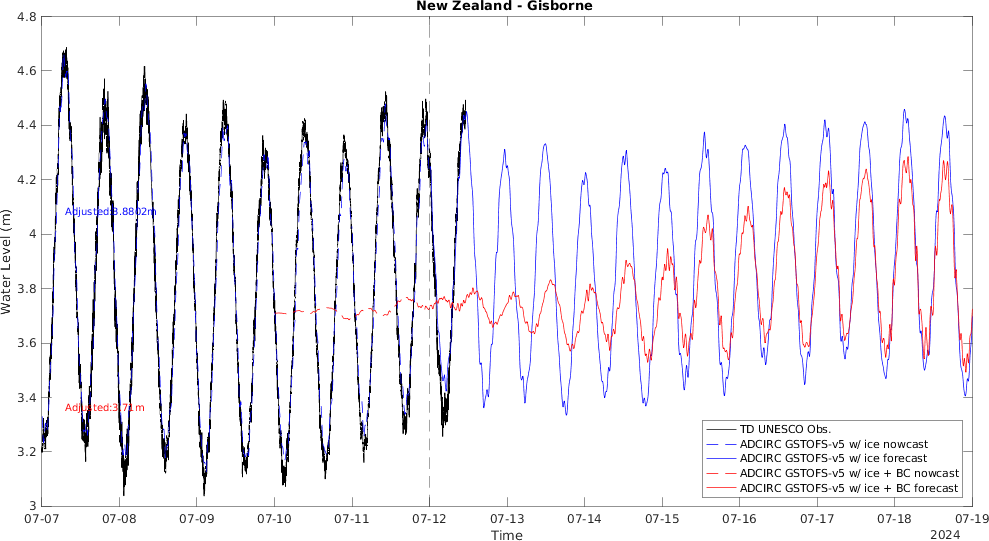 New Zealand - Gisborne
4.8
4.6
4.4
4.2
4
3.8
3.6
3.4
3.2
3
Water Level (m)
Adjusted:3.8802m
Adjusted:3.71m
TD UNESCO Obs.
ADCIRC GSTOFS-v5 w/ ice nowcast
ADCIRC GSTOFS-v5 w/ ice forecast
ADCIRC GSTOFS-v5 w/ ice + BC nowcast
ADCIRC GSTOFS-v5 w/ ice + BC forecast
07-07 07-08 07-09 07-10 07-11 07-12 07-13 07-14 07-15 07-16 07-17 07-18 07-19
Time
2024